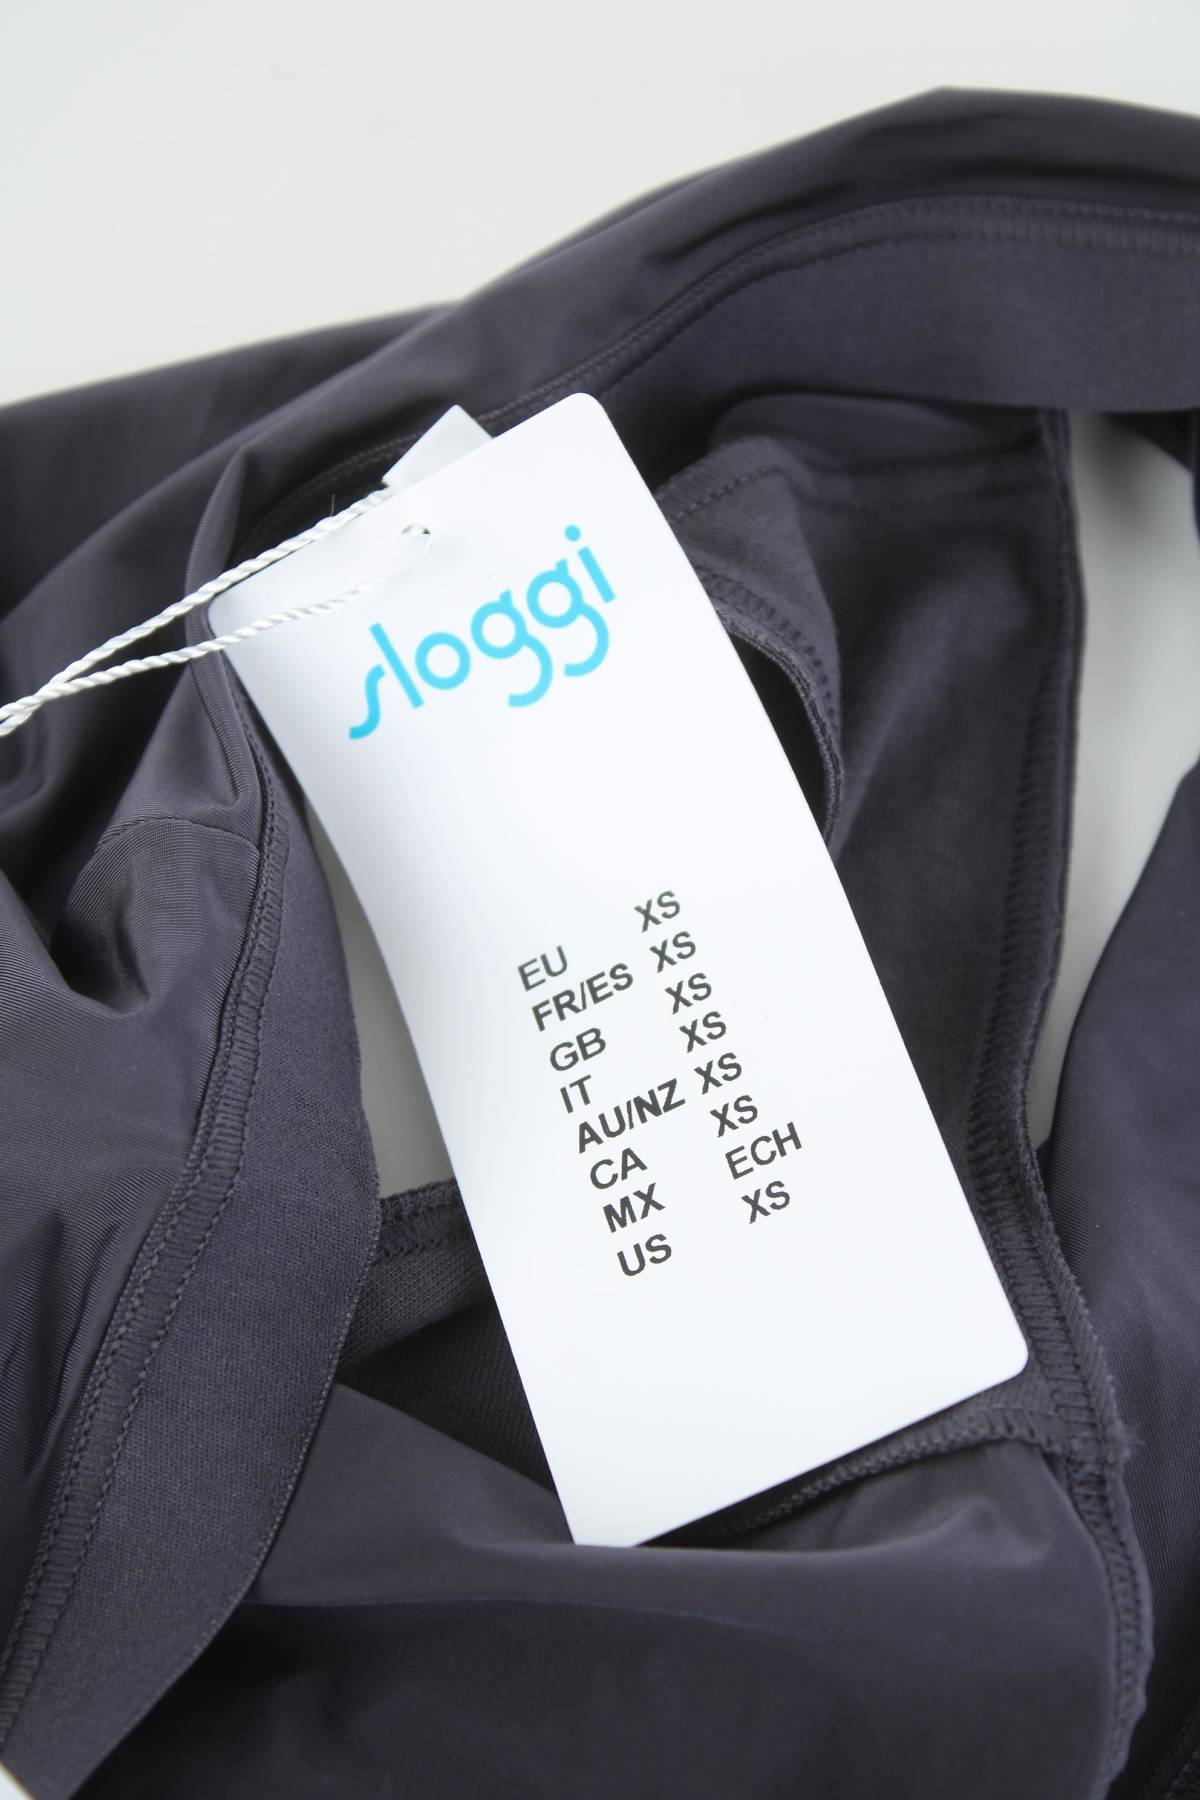 sloggi
EU XS
FR/ES XS
GB XS
IT XS
AU/NZ XS
CA XS
MX ECH
US XS